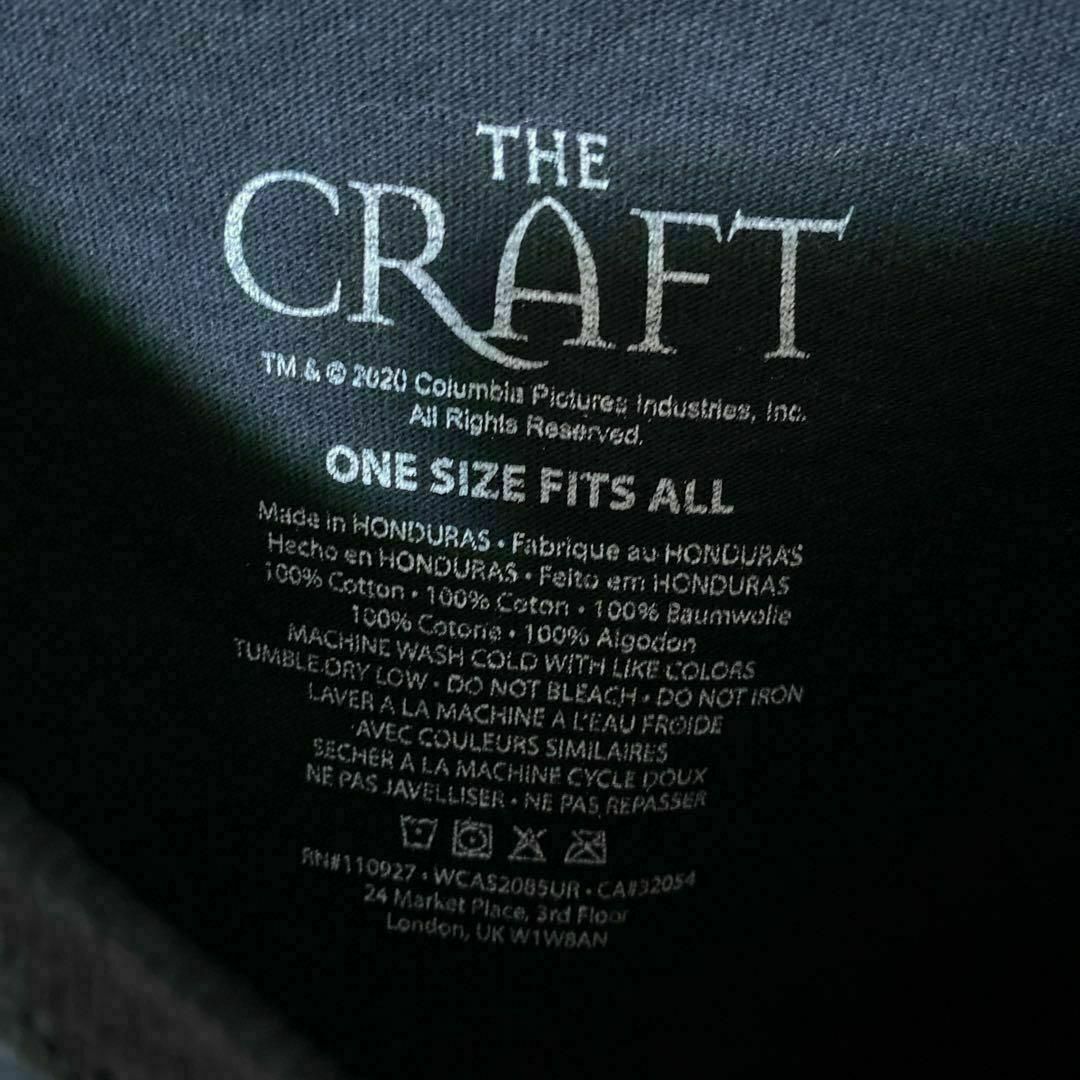 THE
CRAFT
TM & © 2020 Columbia Pictures Industries, Inc.
All Rights Reserved.
ONE SIZE FITS ALL
Made in HONDURAS • Fabrique au HONDURAS
Hecho en HONDURAS • Feito em HONDURAS
100% Cotton • 100% Coton • 100% Baumwolle
100% Cotone • 100% Algodon
MACHINE WASH COLD WITH LIKE COLORS
TUMBLE DRY LOW • DO NOT BLEACH • DO NOT IRON
LAVER A LA MACHINE A L'EAU FROIDE
AVEC COULEURS SIMILAIRES
SECHER A LA MACHINE CYCLE DOUX
NE PAS JAVELLISER • NE PAS REPASSER
RN#110927 • WCAS2085UR • CA#32054
24 Market Place, 3rd Floor
London, UK W1W8AN